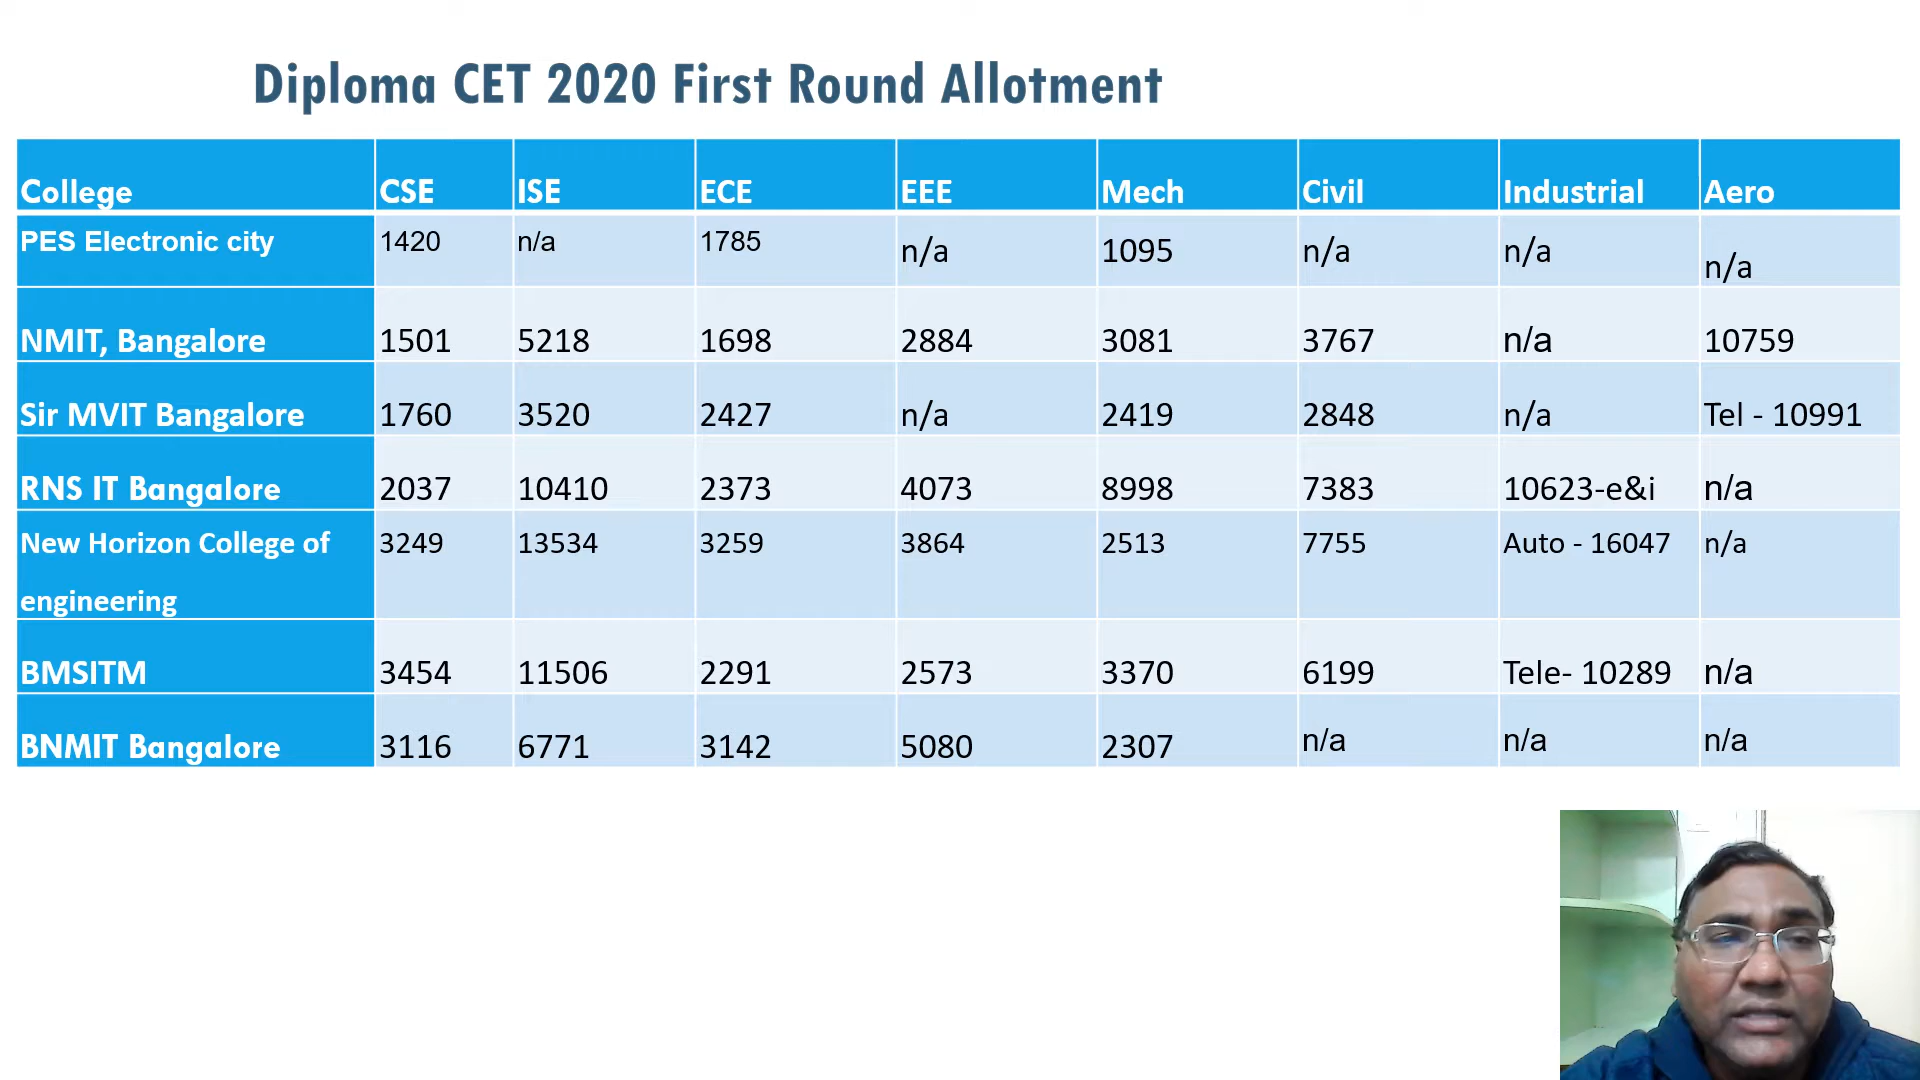 Diploma CET 2020 First Round Allotment
College CSE ISE ECE EEE Mech Civil Industrial Aero
PES Electronic city 1420 n/a 1785 n/a 1095 n/a n/a n/a
NMIT, Bangalore 1501 5218 1698 2884 3081 3767 n/a 10759
Sir MVIT Bangalore 1760 3520 2427 n/a 2419 2848 n/a Tel - 10991
RNS IT Bangalore 2037 10410 2373 4073 8998 7383 10623-e&i n/a
New Horizon College of 3249 13534 3259 3864 2513 7755 Auto - 16047 n/a
engineering
BMSITM 3454 11506 2291 2573 3370 6199 Tele- 10289 n/a
BNMIT Bangalore 3116 6771 3142 5080 2307 n/a n/a n/a